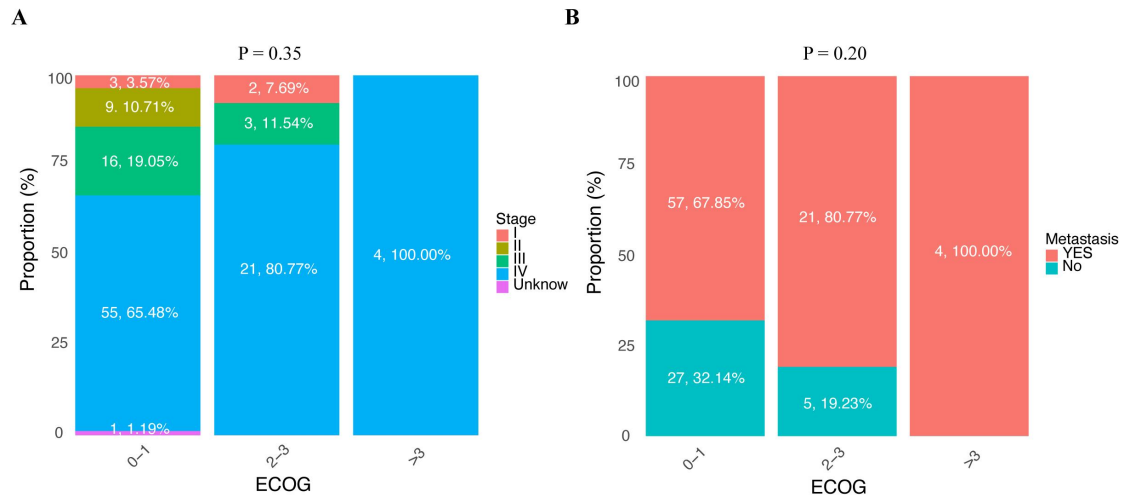 A
P = 0.35
Proportion (%)
100
75
50
25
0
3, 3.57%
9. 10.71%
16, 19.05%
55, 65.48%
1, 1.19%
2, 7.69%
3, 11.54%
21, 80.77%
4, 100.00%
0−1
2−3
>3
ECOG
Stage
I
II
III
IV
Unknow
B
P = 0.20
Proportion (%)
100
75
50
25
0
57, 67.85%
27, 32.14%
21, 80.77%
5, 19.23%
4, 100.00%
0−1
2−3
>3
ECOG
Metastasis
YES
No